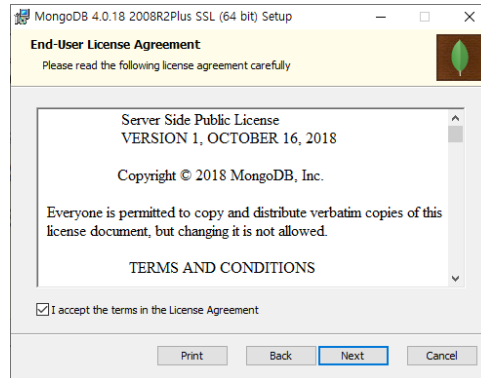 MongoDB 4.0.18 2008R2Plus SSL (64 bit) Setup
End-User License Agreement
Please read the following license agreement carefully
Server Side Public License
VERSION 1, OCTOBER 16, 2018
Copyright © 2018 MongoDB, Inc.
Everyone is permitted to copy and distribute verbatim copies of this
license document, but changing it is not allowed.
TERMS AND CONDITIONS
I accept the terms in the License Agreement
Print Back Next Cancel